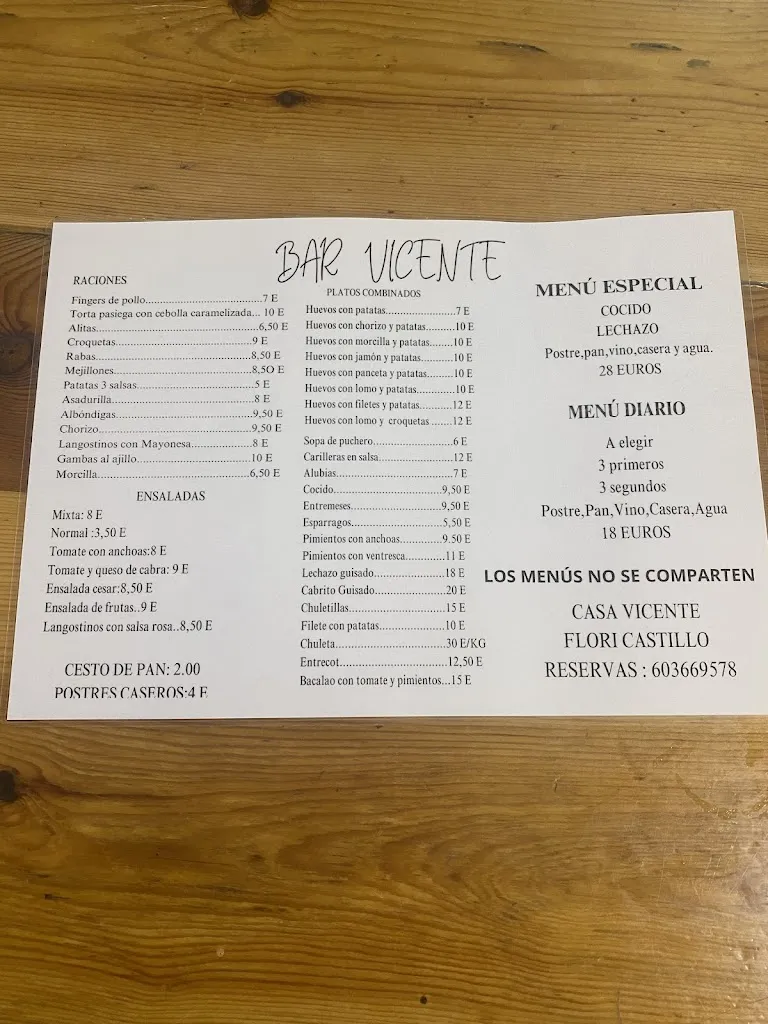 BAR VICENTE
RACIONES
Fingers de pollo........................................7 E
Torta pasiega con cebolla caramelizada... 10 E
Alitas................................................................6,50 E
Croquetas..............................................9 E
Rabas..............................................................8,50 E
Mejillones.......................................................8,5O E
Patatas 3 salsas........................................5 E
Asadurilla................................................8 E
Albóndigas......................................................9,50 E
Chorizo............................................................9,50 E
Langostinos con Mayonesa....................8 E
Gambas al ajillo......................................10 E
Morcilla...........................................................6,50 E
ENSALADAS
Mixta: 8 E
Normal :3,50 E
Tomate con anchoas:8 E
Tomate y queso de cabra: 9 E
Ensalada cesar:8,50 E
Ensalada de frutas..9 E
Langostinos con salsa rosa..8,50 E
CESTO DE PAN: 2.00
POSTRES CASEROS:4 E
PLATOS COMBINADOS
Huevos con patatas.......................7 E
Huevos con chorizo y patatas..........10 E
Huevos con morcilla y patatas.........10 E
Huevos con jamón y patatas...........10 E
Huevos con panceta y patatas.........10 E
Huevos con lomo y patatas.............10 E
Huevos con filetes y patatas...........12 E
Huevos con lomo y croquetas .......12 E
Sopa de puchero..........................6 E
Carilleras en salsa........................12 E
Alubias.......................................7 E
Cocido...................................9,50 E
Entremeses............................9,50 E
Esparragos.............................5,50 E
Pimientos con anchoas.............9.50 E
Pimientos con ventresca............11 E
Lechazo guisado.....................18 E
Cabrito Guisado......................20 E
Chuletillas..............................15 E
Filete con patatas....................10 E
Chuleta..................................30 E/KG
Entrecot..................................12,50 E
Bacalao con tomate y pimientos...15 E
MENÚ ESPECIAL
COCIDO
LECHAZO
Postre,pan,vino,casera y agua.
28 EUROS
MENÚ DIARIO
A elegir
3 primeros
3 segundos
Postre,Pan,Vino,Casera,Agua
18 EUROS
LOS MENÚS NO SE COMPARTEN
CASA VICENTE
FLORI CASTILLO
RESERVAS : 603669578